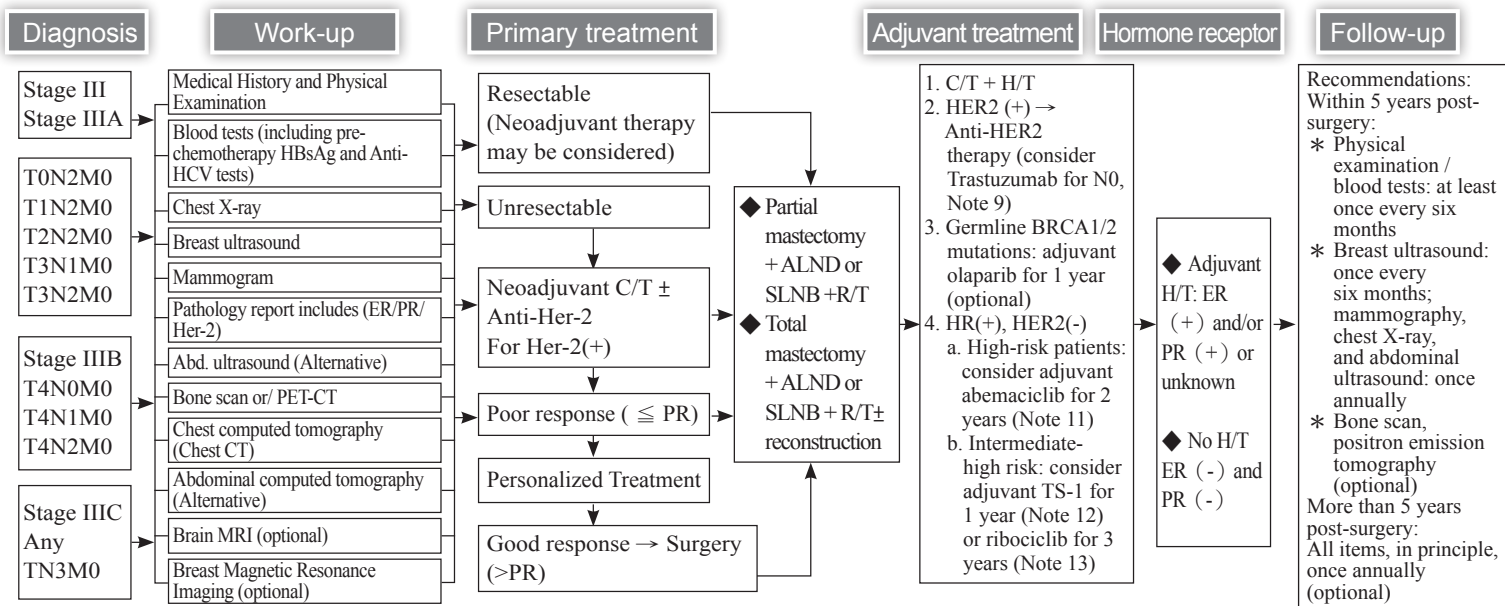 Diagnosis
Work-up
Primary treatment
Adjuvant treatment
Hormone receptor
Follow-up
Stage III
Stage IIIA
T0N2M0
T1N2M0
T2N2M0
T3N1M0
T3N2M0
Stage IIIB
T4N0M0
T4N1M0
T4N2M0
Stage IIIC
Any
TN3M0
Medical History and Physical
Examination
Blood tests (including pre-
chemotherapy HBsAg and Anti-
HCV tests)
Chest X-ray
Breast ultrasound
Mammogram
Pathology report includes (ER/PR/
Her-2)
Abd. ultrasound (Alternative)
Bone scan or/ PET-CT
Chest computed tomography
(Chest CT)
Abdominal computed tomography
(Alternative)
Brain MRI (optional)
Breast Magnetic Resonance
Imaging (optional)
Resectable
(Neoadjuvant therapy
may be considered)
Unresectable
Neoadjuvant C/T ±
Anti-Her-2
For Her-2(+)
Poor response ( ≦ PR)
Personalized Treatment
Good response → Surgery
(>PR)
◆ Partial
mastectomy
+ ALND or
SLNB +R/T
◆ Total
mastectomy
+ ALND or
SLNB + R/T±
reconstruction
1. C/T + H/T
2. HER2 (+) →
Anti-HER2
therapy (consider
Trastuzumab for N0,
Note 9)
3. Germline BRCA1/2
mutations: adjuvant
olaparib for 1 year
(optional)
4. HR(+), HER2(-)
a. High-risk patients:
consider adjuvant
abemaciclib for 2
years (Note 11)
b. Intermediate-
high risk: consider
adjuvant TS-1 for
1 year (Note 12)
or ribociclib for 3
years (Note 13)
◆ Adjuvant
H/T: ER
(+) and/or
PR (+) or
unknown
◆ No H/T
ER (-) and
PR (-)
Recommendations:
Within 5 years post-
surgery:
* Physical
examination /
blood tests: at least
once every six
months
* Breast ultrasound:
once every
six months;
mammography,
chest X-ray,
and abdominal
ultrasound: once
annually
* Bone scan,
positron emission
tomography
(optional)
More than 5 years
post-surgery:
All items, in principle,
once annually
(optional)